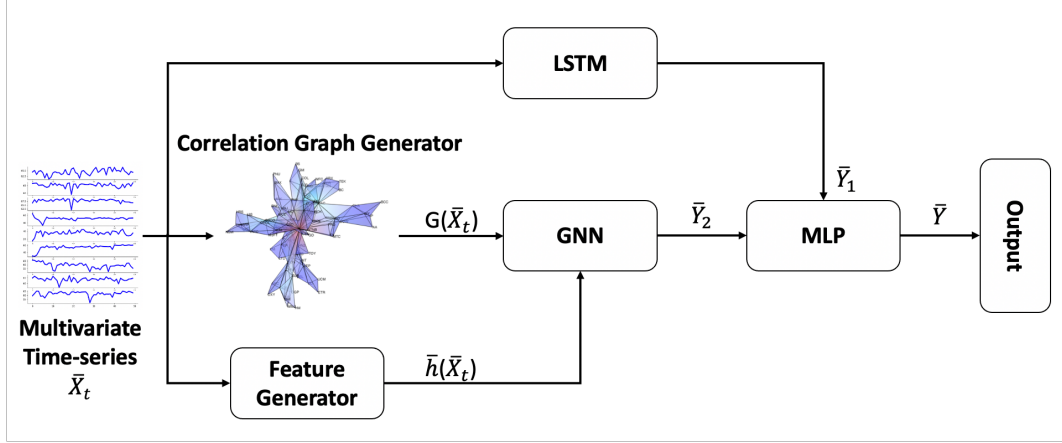 LSTM
Correlation Graph Generator
Ȳ₁
G(X̄ₜ)
GNN
Ȳ₂
MLP
Ȳ
Output
Multivariate
Time-series
X̄ₜ
Feature
Generator
h̄(X̄ₜ)